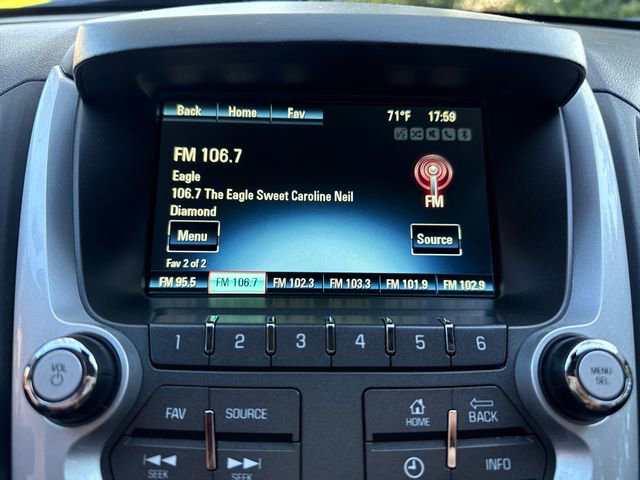 Back Home Fav 71°F 17:59
FM 106.7
Eagle
106.7 The Eagle Sweet Caroline Neil
Diamond
FM
Menu Source
Fav 2 of 2
FM 95.5 FM 106.7 FM 102.3 FM 103.3 FM 101.9 FM 102.9
1 2 3 4 5 6
VOL
MENU
SEL
FAV SOURCE
HOME BACK
SEEK SEEK
INFO